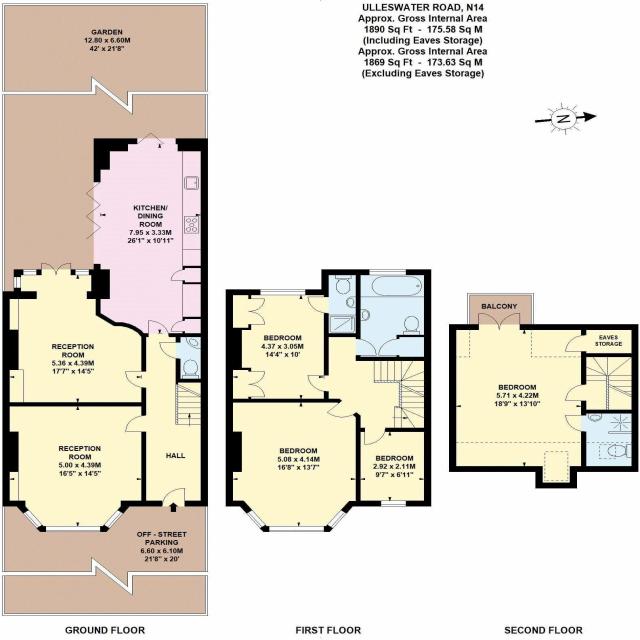 ULLESWATER ROAD, N14
Approx. Gross Internal Area
1890 Sq Ft - 175.58 Sq M
(Including Eaves Storage)
Approx. Gross Internal Area
1869 Sq Ft - 173.63 Sq M
(Excluding Eaves Storage)
GARDEN
12.80 x 6.60M
42' x 21'8"
N
KITCHEN/
DINING
ROOM
7.95 x 3.33M
26'1" x 10'11"
RECEPTION
ROOM
5.36 x 4.39M
17'7" x 14'5"
RECEPTION
ROOM
5.00 x 4.39M
16'5" x 14'5"
HALL
OFF - STREET
PARKING
6.60 x 6.10M
21'8" x 20'
GROUND FLOOR
BEDROOM
4.37 x 3.05M
14'4" x 10'
BEDROOM
5.08 x 4.14M
16'8" x 13'7"
BEDROOM
2.92 x 2.11M
9'7" x 6'11"
FIRST FLOOR
BALCONY
EAVES
STORAGE
BEDROOM
5.71 x 4.22M
18'9" x 13'10"
SECOND FLOOR